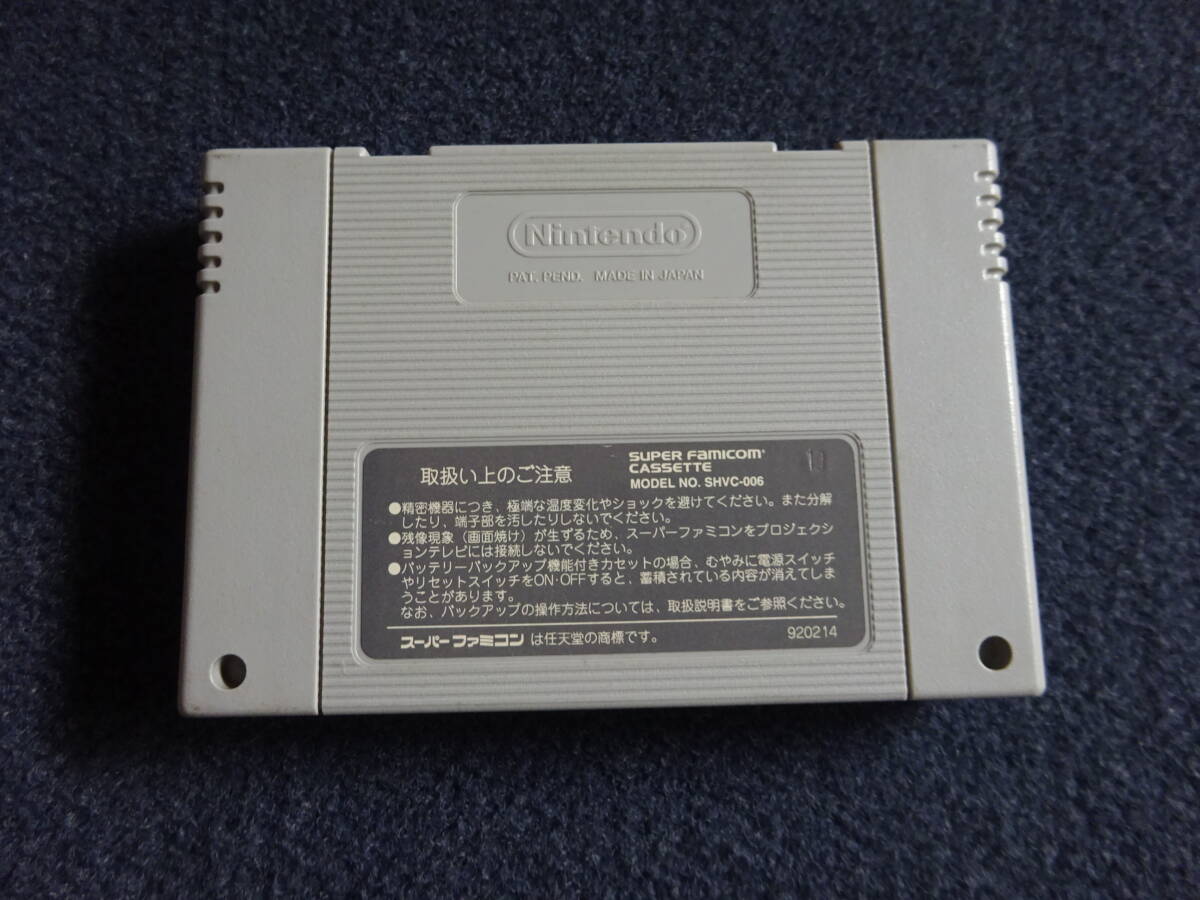 Nintendo
PAT. PEND. MADE IN JAPAN
取扱い上のご注意
SUPER FAMICOM
CASSETTE
MODEL NO. SHVC-006
11
●精密機器につき、極端な温度変化やショックを避けてください。また分解
したり、端子部を汚したりしないでください。
●残像現象（画面焼け）が生ずるため、スーパーファミコンをプロジェクシ
ョンテレビには接続しないでください。
●バッテリーバックアップ機能付きカセットの場合、むやみに電源スイッチ
やリセットスイッチをON・OFFすると、蓄積されている内容が消えてしま
うことがあります。
なお、バックアップの操作方法については、取扱説明書をご参照ください。
スーパーファミコン は任天堂の商標です。
920214